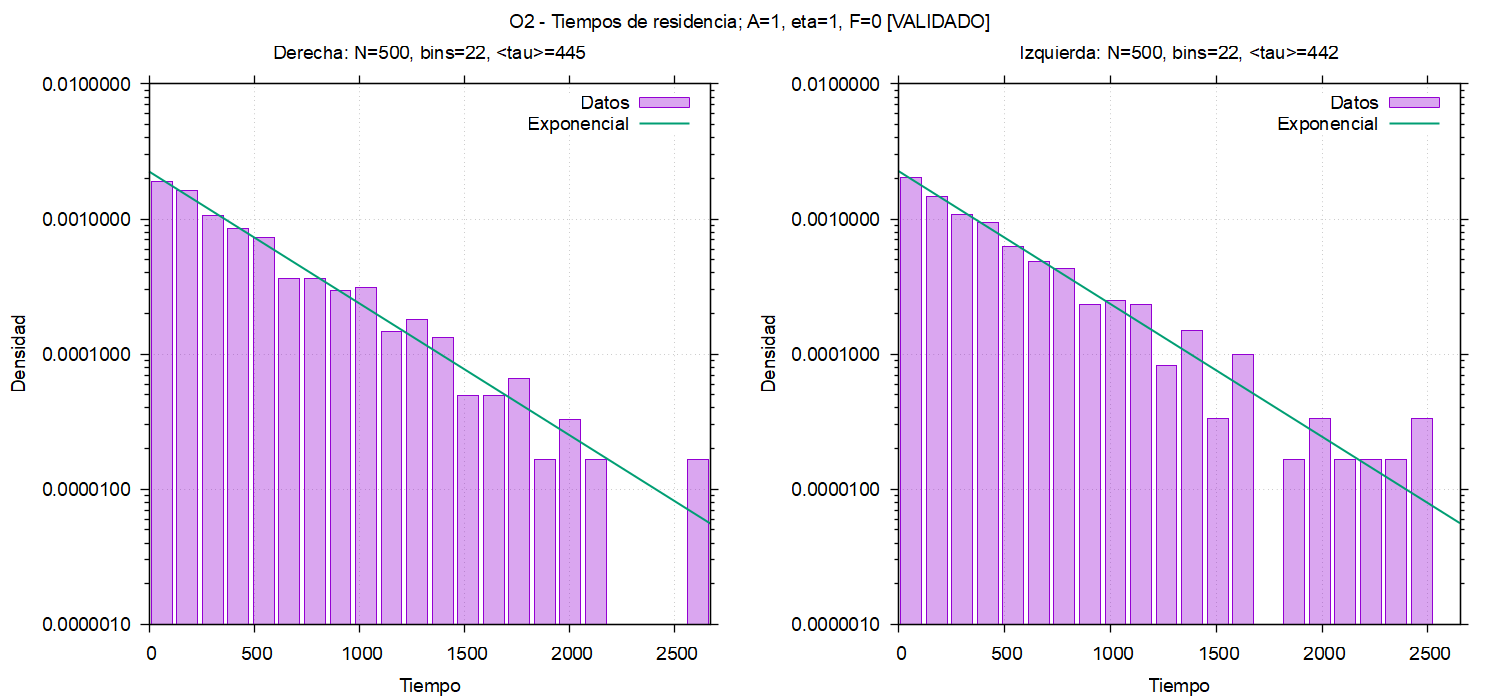 O2 - Tiempos de residencia; A=1, eta=1, F=0 [VALIDADO]
Derecha: N=500, bins=22, <tau>=445
0.0100000
0.0010000
0.0001000
0.0000100
0.0000010
Densidad
Datos
Exponencial
0 500 1000 1500 2000 2500
Tiempo
Izquierda: N=500, bins=22, <tau>=442
0.0100000
0.0010000
0.0001000
0.0000100
0.0000010
Densidad
Datos
Exponencial
0 500 1000 1500 2000 2500
Tiempo